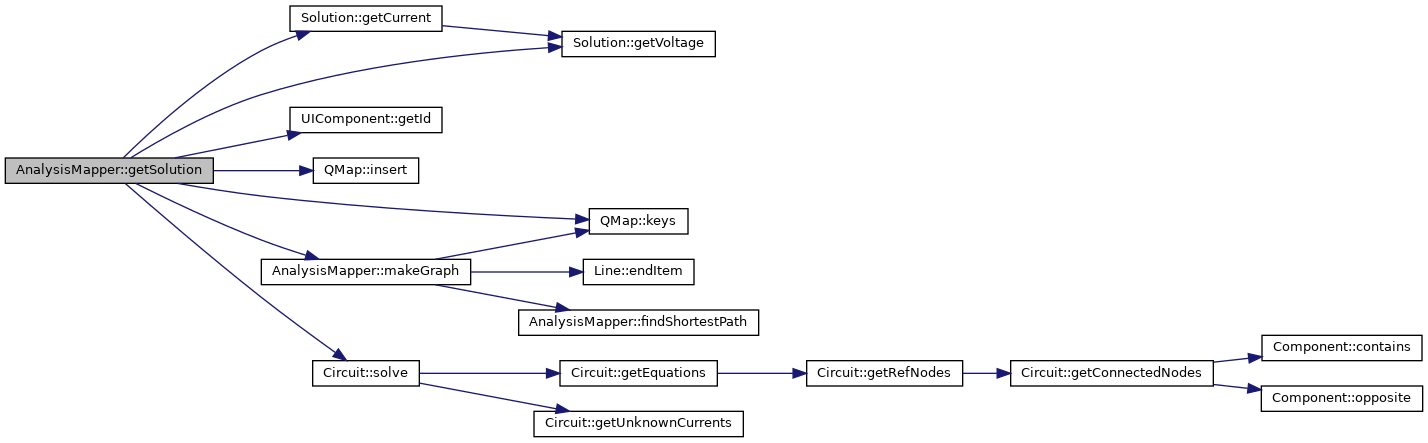 Solution::getCurrent
Solution::getVoltage
UIComponent::getId
AnalysisMapper::getSolution
QMap::insert
QMap::keys
AnalysisMapper::makeGraph
Line::endItem
AnalysisMapper::findShortestPath
Component::contains
Circuit::solve
Circuit::getEquations
Circuit::getRefNodes
Circuit::getConnectedNodes
Component::opposite
Circuit::getUnknownCurrents